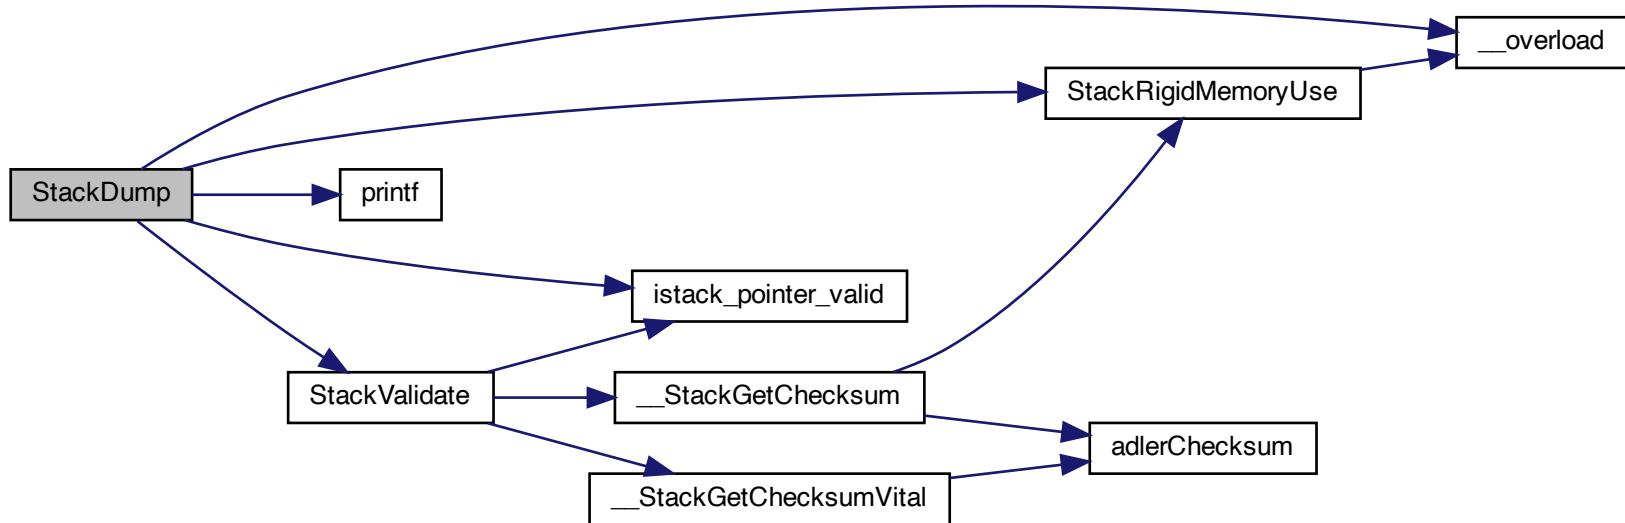 __overload
StackRigidMemoryUse
StackDump
printf
istack_pointer_valid
StackValidate
__StackGetChecksum
adlerChecksum
__StackGetChecksumVital